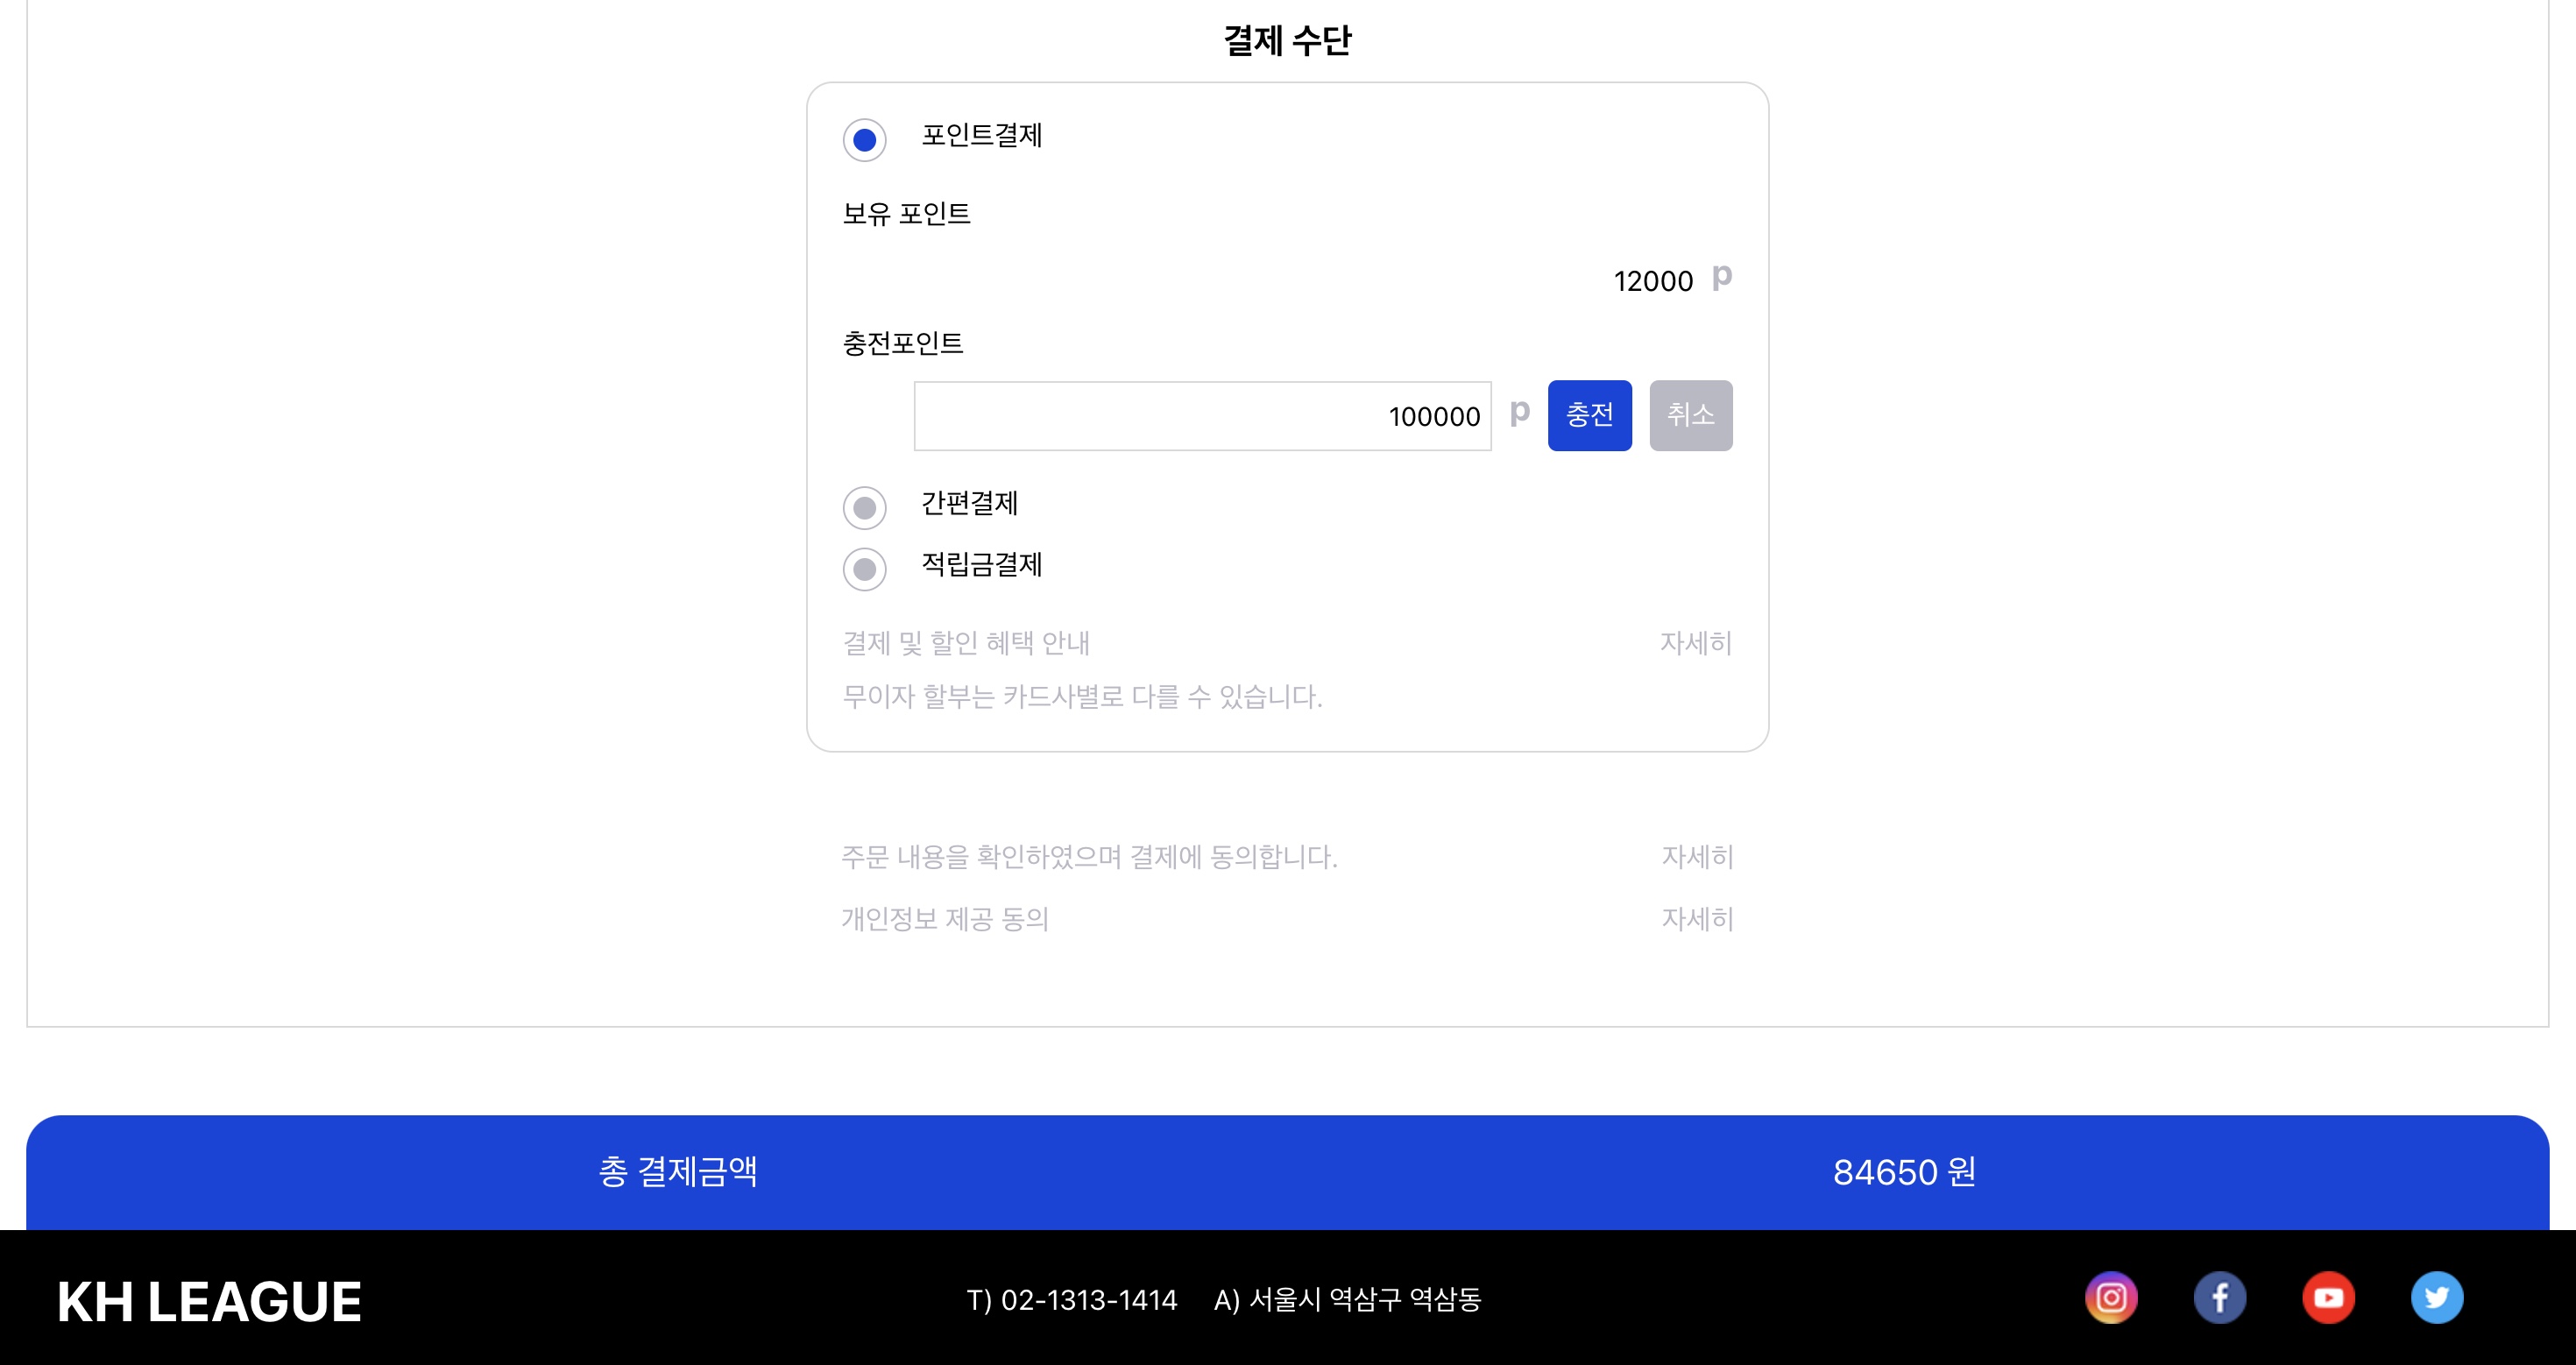 결제 수단
포인트결제
보유 포인트
12000 p
충전포인트
100000 p 충전 취소
간편결제
적립금결제
결제 및 할인 혜택 안내 자세히
무이자 할부는 카드사별로 다를 수 있습니다.
주문 내용을 확인하였으며 결제에 동의합니다. 자세히
개인정보 제공 동의 자세히
총 결제금액 84650 원
KH LEAGUE T) 02-1313-1414 A) 서울시 역삼구 역삼동